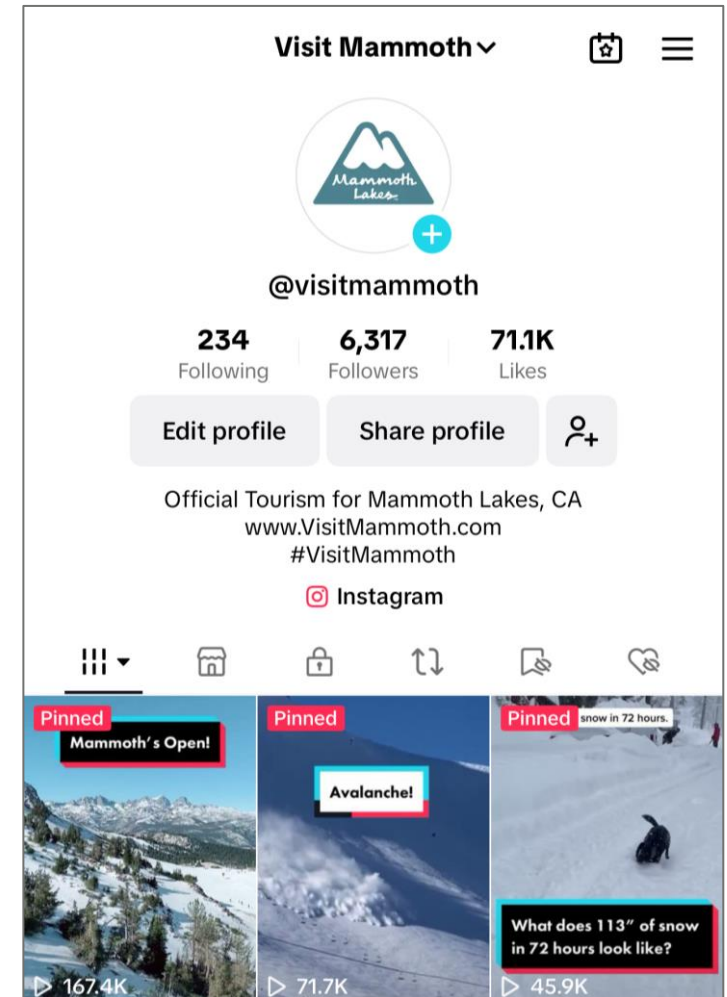 Visit Mammoth
Mammoth
Lakes
@visitmammoth
234 6,317 71.1K
Following Followers Likes
Edit profile Share profile
Official Tourism for Mammoth Lakes, CA
www.VisitMammoth.com
#VisitMammoth
Instagram
Pinned
Mammoth's Open!
167.4K
Pinned
Avalanche!
71.7K
Pinned
snow in 72 hours.
What does 113" of snow
in 72 hours look like?
45.9K